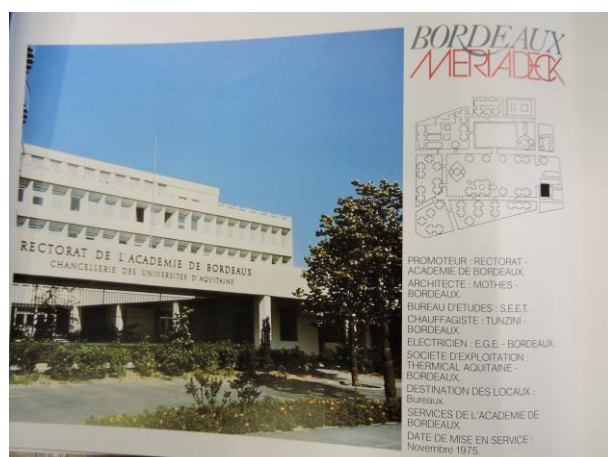 RECTORAT DE L'ACADEMIE DE BORDEAUX
CHANCELLERIE DES UNIVERSITES D'AQUITAINE
BORDEAUX
MERIADECK
PROMOTEUR : RECTORAT -
ACADEMIE DE BORDEAUX.
ARCHITECTE : MOTHES -
BORDEAUX.
BUREAU D'ETUDES : S.E.E.T.
CHAUFFAGISTE : TUNZINI -
BORDEAUX.
ELECTRICIEN : E.G.E. - BORDEAUX.
SOCIETE D'EXPLOITATION :
THERMICAL AQUITAINE -
BORDEAUX.
DESTINATION DES LOCAUX :
Bureaux.
SERVICES DE L'ACADEMIE DE
BORDEAUX.
DATE DE MISE EN SERVICE :
Novembre 1975.